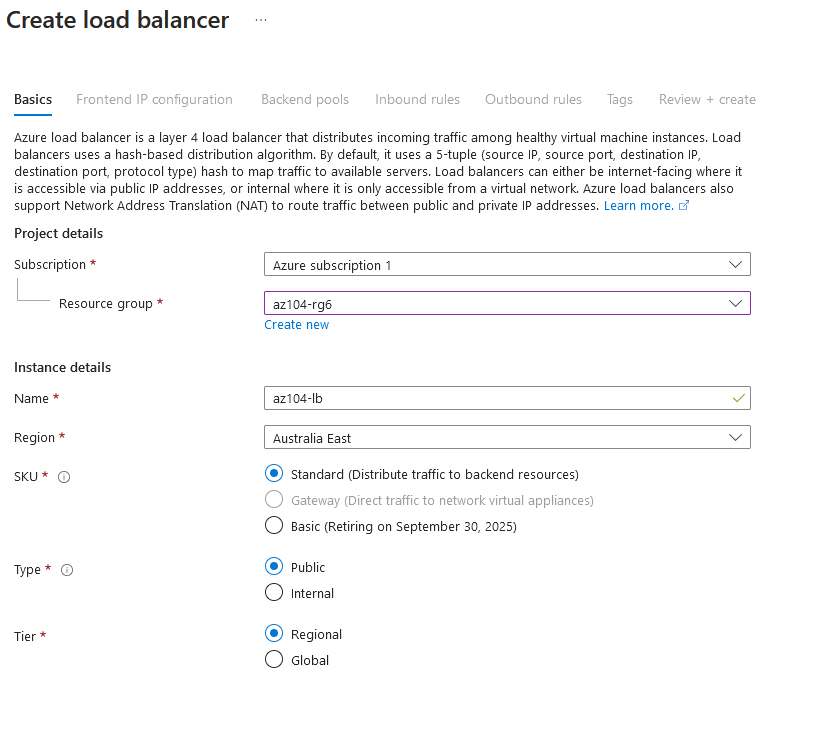 Create load balancer ...
Basics Frontend IP configuration Backend pools Inbound rules Outbound rules Tags Review + create
Azure load balancer is a layer 4 load balancer that distributes incoming traffic among healthy virtual machine instances. Load
balancers uses a hash-based distribution algorithm. By default, it uses a 5-tuple (source IP, source port, destination IP,
destination port, protocol type) hash to map traffic to available servers. Load balancers can either be internet-facing where it
is accessible via public IP addresses, or internal where it is only accessible from a virtual network. Azure load balancers also
support Network Address Translation (NAT) to route traffic between public and private IP addresses. Learn more.
Project details
Subscription * Azure subscription 1
Resource group * az104-rg6
Create new
Instance details
Name * az104-lb
Region * Australia East
SKU * Standard (Distribute traffic to backend resources)
Gateway (Direct traffic to network virtual appliances)
Basic (Retiring on September 30, 2025)
Type * Public
Internal
Tier * Regional
Global